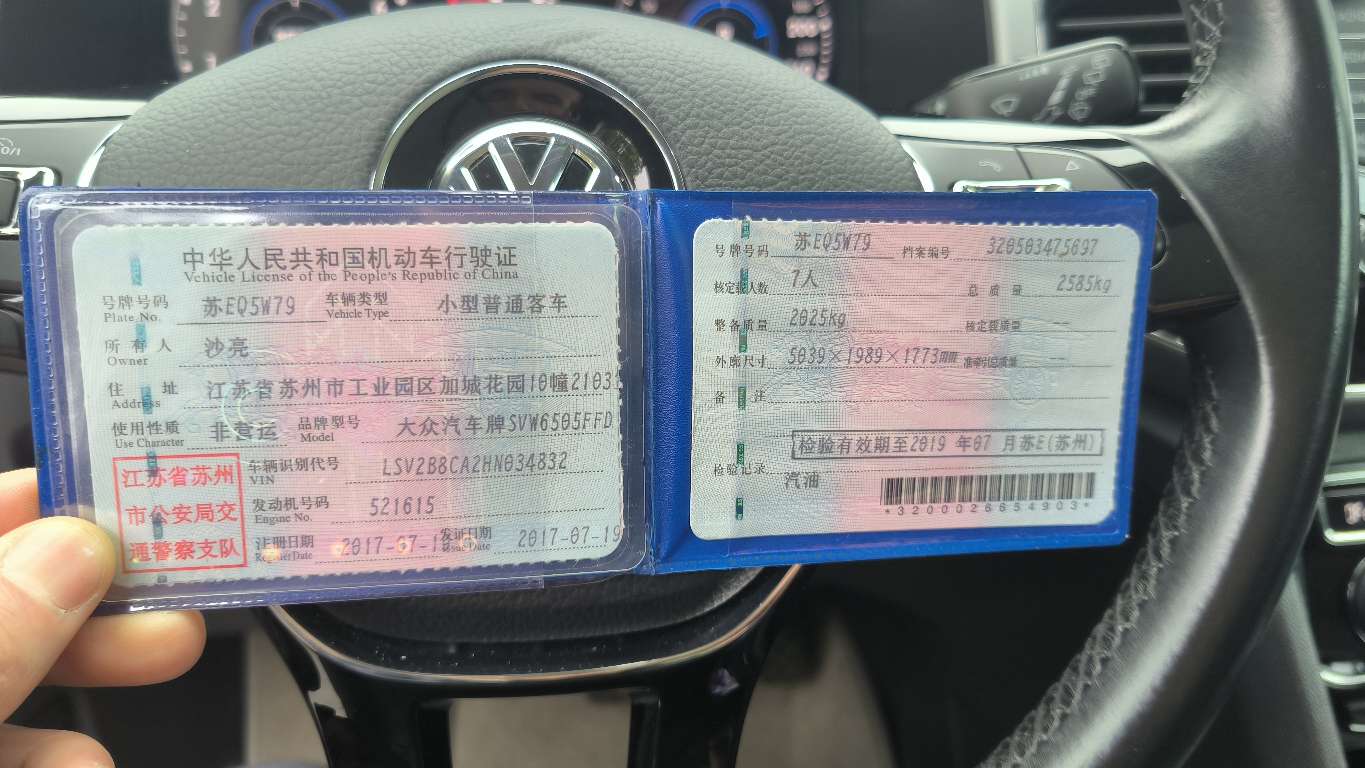 中华人民共和国机动车行驶证
Vehicle License of the People's Republic of China
号牌号码 苏EQ5W79 车辆类型 小型普通客车
Plate No. Vehicle Type
所有人 沙亮
Owner
住址 江苏省苏州市工业园区加城花园10幢2103
Address
使用性质 非营运 品牌型号 大众汽车牌SVW6505FFD
Use Character Model
江苏省苏州
市公安局交
通警察支队
车辆识别代号 LSV2B8CA2HN034832
VIN
发动机号码 521615
Engine No.
注册日期 2017-07-1 发证日期 2017-07-19
Register Date Issue Date
号牌号码 苏EQ5W79 档案编号 320503475697
核定载人数 7人 总质量 2585kg
整备质量 2025kg 核定载质量 --
外廓尺寸 5039×1989×1773mm 准牵引总质量 --
备注
检验有效期至2019 年07 月苏E(苏州)
检验记录
汽油
*3200026654903*